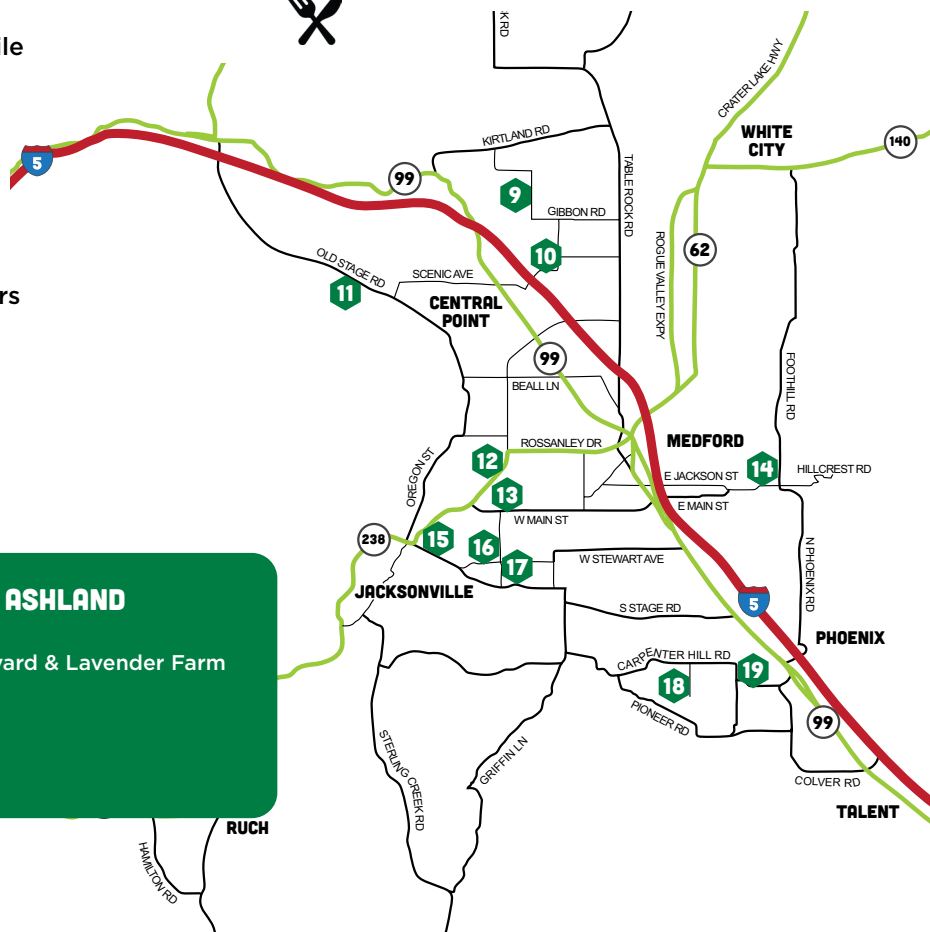 ile
rs
K RD
CRATER LAKE HWY
WHITE
CITY
140
5
KIRTLAND RD
99
TABLE ROCK RD
9
GIBBON RD
ROGUE VALLEY EXPY
62
10
OLD STAGE RD
SCENIC AVE
11
CENTRAL
POINT
99
BEALL LN
FOOTHILL RD
ROSSANLEY DR
MEDFORD
12
OREGON ST
E JACKSON ST
14
HILLCREST RD
13
E MAIN ST
W MAIN ST
238
15
16
17
W STEWART AVE
N PHOENIX RD
JACKSONVILLE
S STAGE RD
5
PHOENIX
ASHLAND
yard & Lavender Farm
CARPENTER HILL RD
19
18
PIONEER RD
99
STERLING CREEK RD
GRIFFIN LN
COLVER RD
TALENT
RUCH
HAMILTON RD